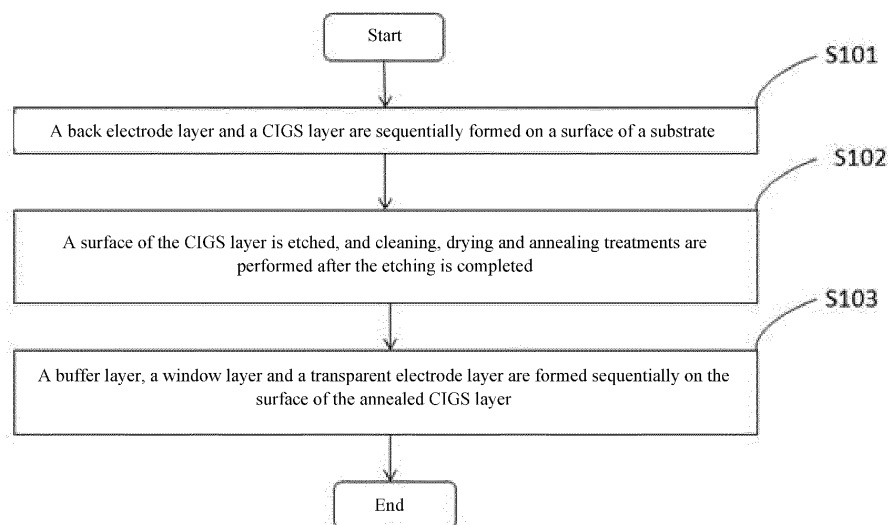 Start
S101
A back electrode layer and a CIGS layer are sequentially formed on a surface of a substrate
S102
A surface of the CIGS layer is etched, and cleaning, drying and annealing treatments are
performed after the etching is completed
S103
A buffer layer, a window layer and a transparent electrode layer are formed sequentially on the
surface of the annealed CIGS layer
End